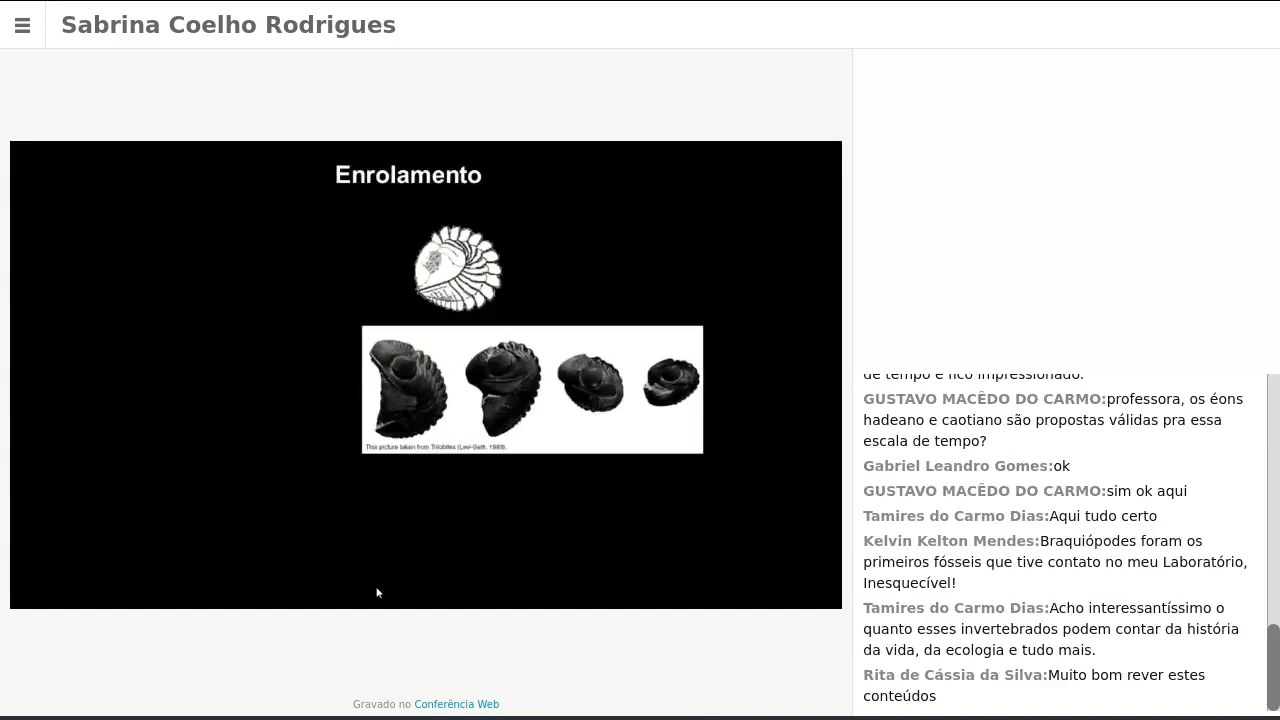 Sabrina Coelho Rodrigues
Enrolamento
This picture taken from Trilobites (Levi-Setti, 1993).
Gravado no Conferência Web
de tempo e fico impressionado.
GUSTAVO MACÊDO DO CARMO:professora, os éons
hadeano e caotiano são propostas válidas pra essa
escala de tempo?
Gabriel Leandro Gomes:ok
GUSTAVO MACÊDO DO CARMO:sim ok aqui
Tamires do Carmo Dias:Aqui tudo certo
Kelvin Kelton Mendes:Braquiópodes foram os
primeiros fósseis que tive contato no meu Laboratório,
Inesquecível!
Tamires do Carmo Dias:Acho interessantíssimo o
quanto esses invertebrados podem contar da história
da vida, da ecologia e tudo mais.
Rita de Cássia da Silva:Muito bom rever estes
conteúdos